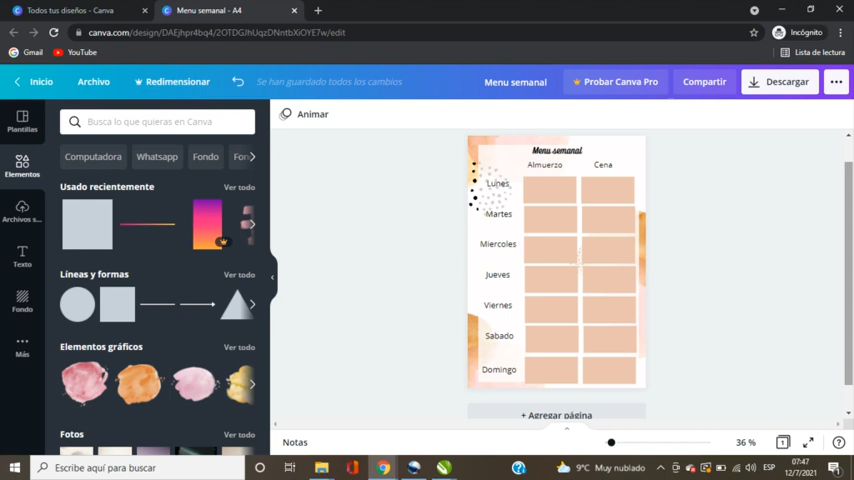 Todos tus diseños - Canva
Menu semanal - A4
canva.com/design/DAEjhpr4bq4/2OTDGJhUqzDNntbXiOYE7w/edit
Incógnito
Gmail
YouTube
Lista de lectura
Inicio
Archivo
Redimensionar
Se han guardado todos los cambios
Menu semanal
Probar Canva Pro
Compartir
Descargar
Plantillas
Elementos
Archivos s...
Texto
Fondo
Más
Busca lo que quieras en Canva
Computadora
Whatsapp
Fondo
Fon
Usado recientemente
Ver todo
Líneas y formas
Ver todo
Elementos gráficos
Ver todo
Fotos
Ver todo
Animar
Menu semanal
Almuerzo
Cena
Lunes
Martes
Miercoles
Jueves
Viernes
Sabado
Domingo
+ Agregar página
Notas
36 %
1
Escribe aquí para buscar
9°C Muy nublado
ESP
07:47
12/7/2021